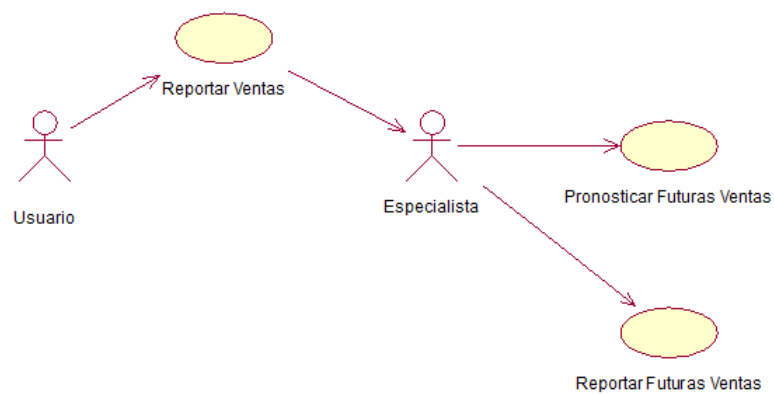 Reportar Ventas
Usuario
Especialista
Pronosticar Futuras Ventas
Reportar Futuras Ventas